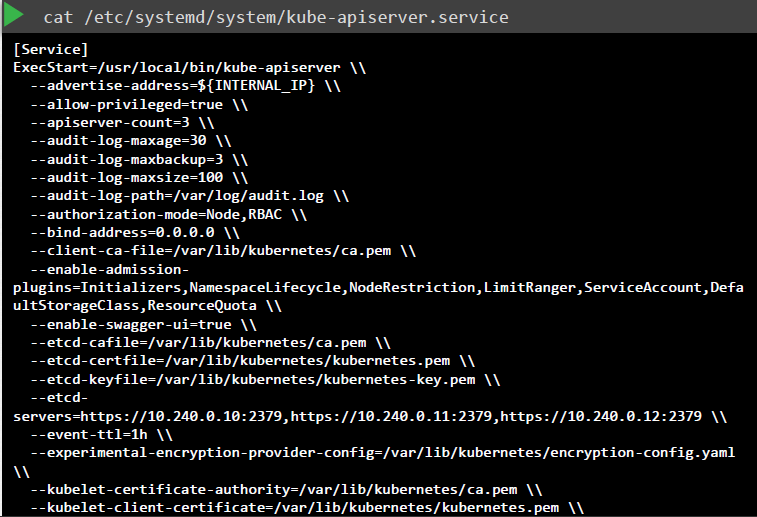 cat /etc/systemd/system/kube-apiserver.service
[Service]
ExecStart=/usr/local/bin/kube-apiserver \\
--advertise-address=${INTERNAL_IP} \\
--allow-privileged=true \\
--apiserver-count=3 \\
--audit-log-maxage=30 \\
--audit-log-maxbackup=3 \\
--audit-log-maxsize=100 \\
--audit-log-path=/var/log/audit.log \\
--authorization-mode=Node,RBAC \\
--bind-address=0.0.0.0 \\
--client-ca-file=/var/lib/kubernetes/ca.pem \\
--enable-admission-
plugins=Initializers,NamespaceLifecycle,NodeRestriction,LimitRanger,ServiceAccount,Defa
ultStorageClass,ResourceQuota \\
--enable-swagger-ui=true \\
--etcd-cafile=/var/lib/kubernetes/ca.pem \\
--etcd-certfile=/var/lib/kubernetes/kubernetes.pem \\
--etcd-keyfile=/var/lib/kubernetes/kubernetes-key.pem \\
--etcd-
servers=https://10.240.0.10:2379,https://10.240.0.11:2379,https://10.240.0.12:2379 \\
--event-ttl=1h \\
--experimental-encryption-provider-config=/var/lib/kubernetes/encryption-config.yaml
\\
--kubelet-certificate-authority=/var/lib/kubernetes/ca.pem \\
--kubelet-client-certificate=/var/lib/kubernetes/kubernetes.pem \\